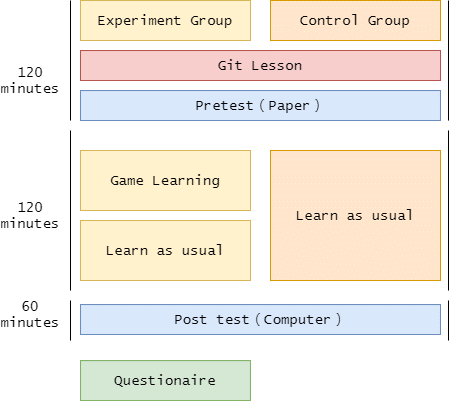 Experiment Group
Control Group
Git Lesson
120
minutes
Pretest（Paper）
Game Learning
Learn as usual
120
minutes
Learn as usual
60
minutes
Post test（Computer）
Questionaire